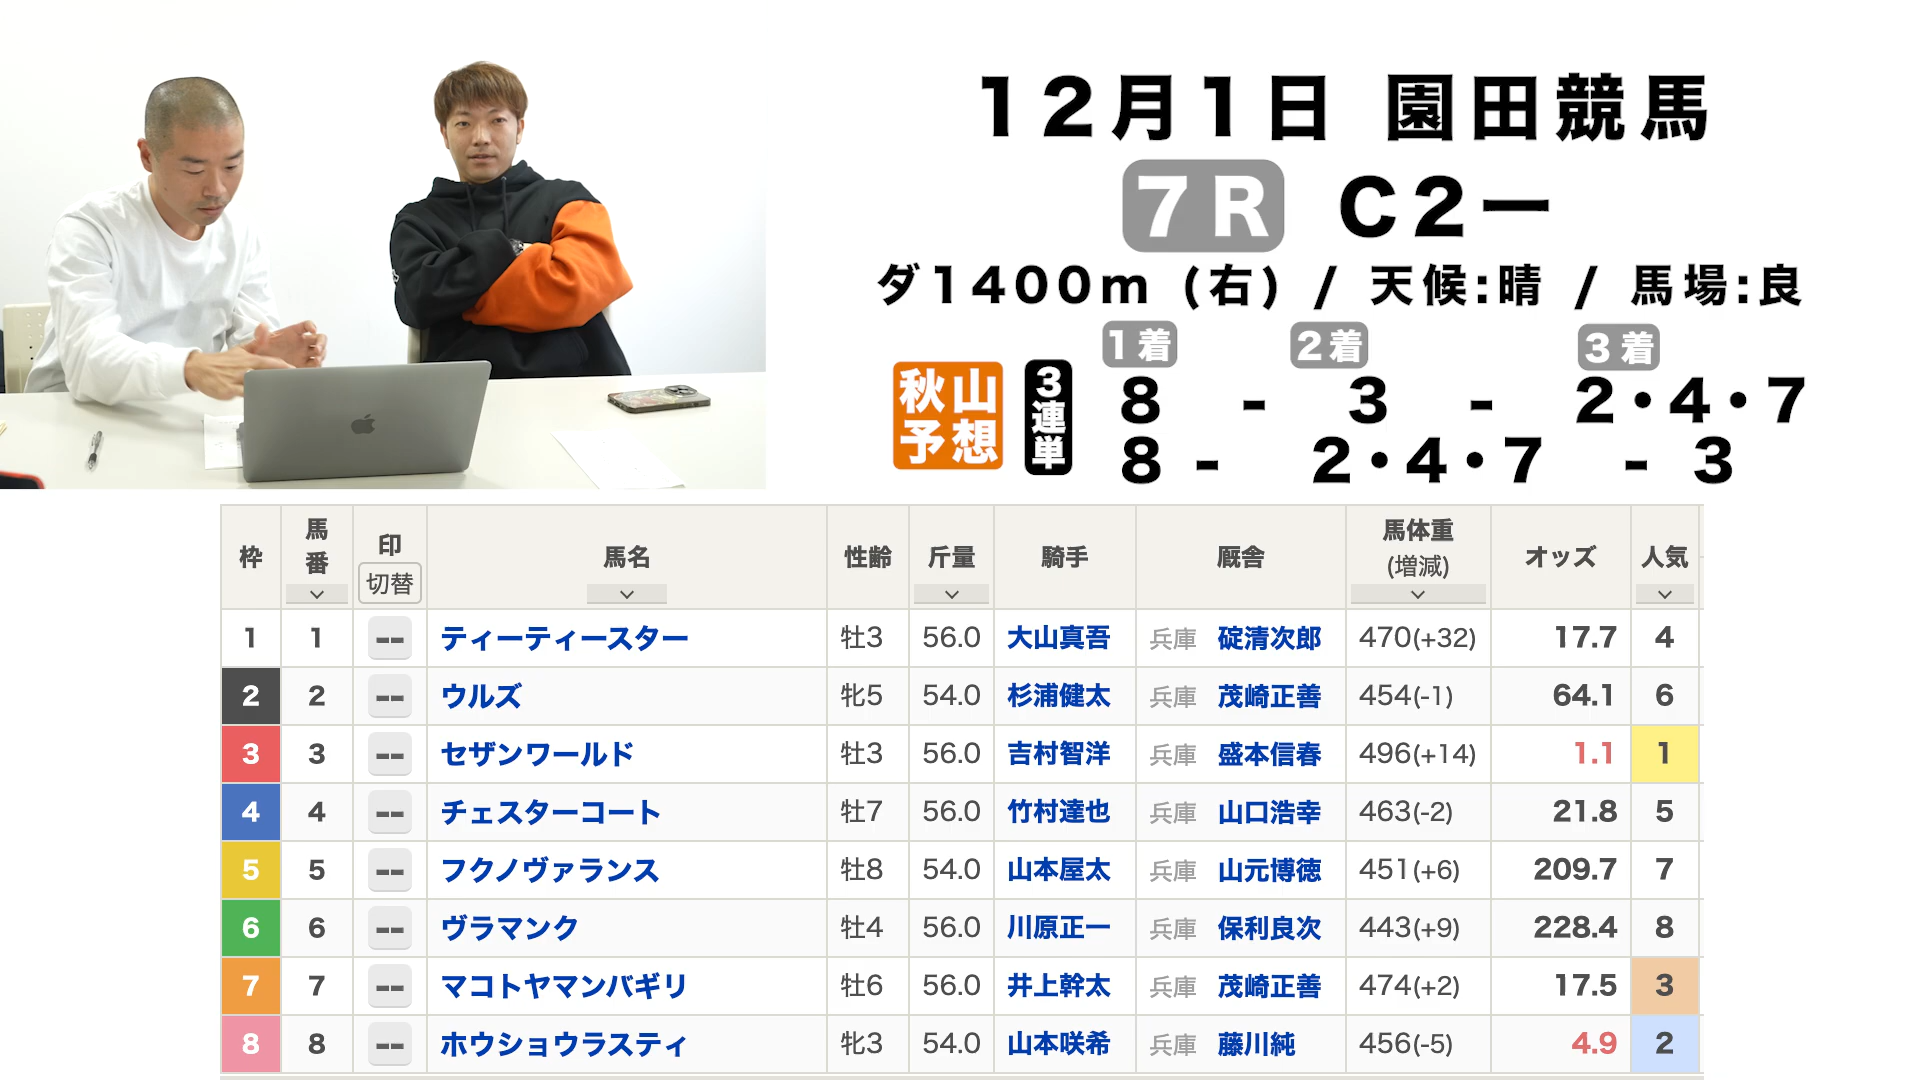 12月1日 園田競馬
7R C2一
ダ1400m (右) / 天候:晴 / 馬場:良
1着 2着 3着
秋山予想 3連単 8 - 3 - 2・4・7
8 - 2・4・7 - 3
枠 馬番 印 切替 馬名 性齢 斤量 騎手 厩舎 馬体重(増減) オッズ 人気
1 1 -- ティーティースター 牡3 56.0 大山真吾 兵庫 碇清次郎 470(+32) 17.7 4
2 2 -- ウルズ 牝5 54.0 杉浦健太 兵庫 茂崎正善 454(-1) 64.1 6
3 3 -- セザンワールド 牡3 56.0 吉村智洋 兵庫 盛本信春 496(+14) 1.1 1
4 4 -- チェスターコート 牡7 56.0 竹村達也 兵庫 山口浩幸 463(-2) 21.8 5
5 5 -- フクノヴァランス 牡8 54.0 山本屋太 兵庫 山元博徳 451(+6) 209.7 7
6 6 -- ヴラマンク 牡4 56.0 川原正一 兵庫 保利良次 443(+9) 228.4 8
7 7 -- マコトヤマンバギリ 牡6 56.0 井上幹太 兵庫 茂崎正善 474(+2) 17.5 3
8 8 -- ホウショウラスティ 牝3 54.0 山本咲希 兵庫 藤川純 456(-5) 4.9 2